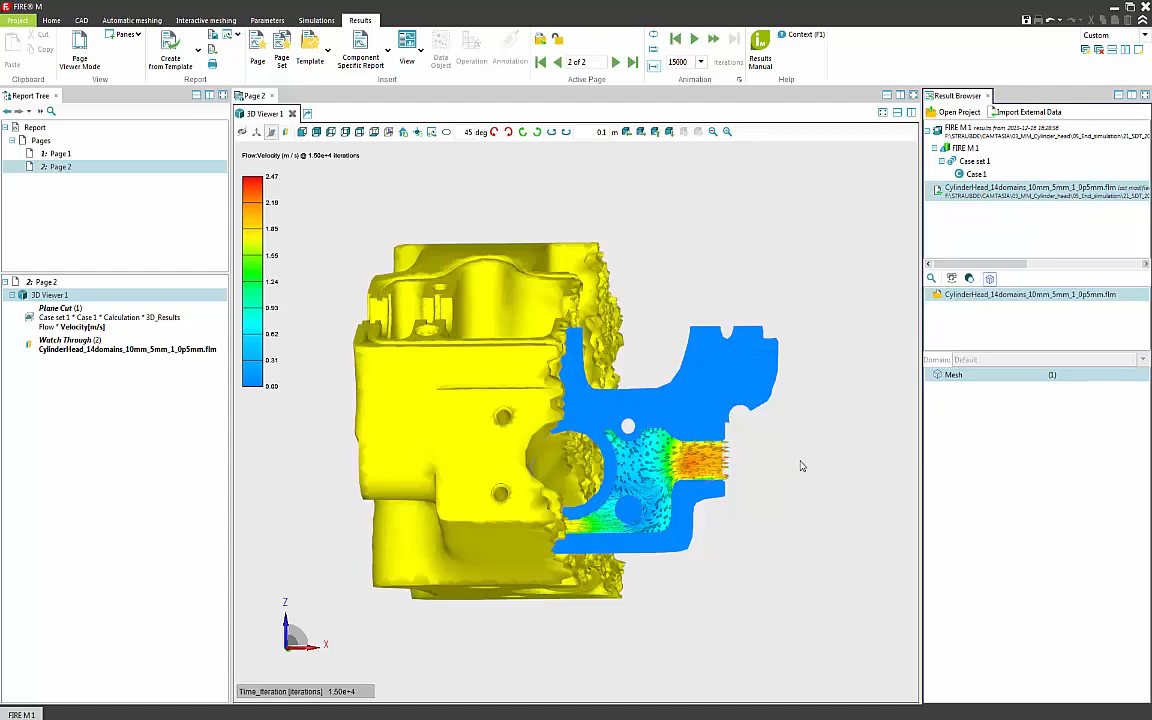 FIRE® M
Project Home CAD Automatic meshing Interactive meshing Parameters Simulations Results
Cut
Copy
Paste
Clipboard
Panes
Page Viewer Mode
View
Create from Template
Report
Page
Page Set
Template
Component Specific Report
View
Data Object
Operation
Annotation
Insert
2 of 2
Active Page
15000 iterations
Animation
Results Manual
Context (F1)
Help
Custom
Report Tree
Report
Pages
1: Page 1
2: Page 2
2: Page 2
3D Viewer 1
Plane Cut (1)
Case set 1 * Case 1 * Calculation * 3D_Results
Flow * Velocity[m/s]
Watch Through (2)
CylinderHead_14domains_10mm_5mm_1_0p5mm.flm
Page 2
3D Viewer 1
45 deg
0.1 m
Flow:Velocity (m / s) @ 1.50e+4 iterations
2.47
2.16
1.85
1.55
1.24
0.93
0.62
0.31
0.00
Z
X
Time_Iteration [iterations] 1.50e+4
Result Browser
Open Project
Import External Data
FIRE M 1
FIRE M 1
Case set 1
Case 1
CylinderHead_14domains_10mm_5mm_1_0p5mm.flm
CylinderHead_14domains_10mm_5mm_1_0p5mm.flm
Domain: Default
Mesh (1)
FIRE M 1